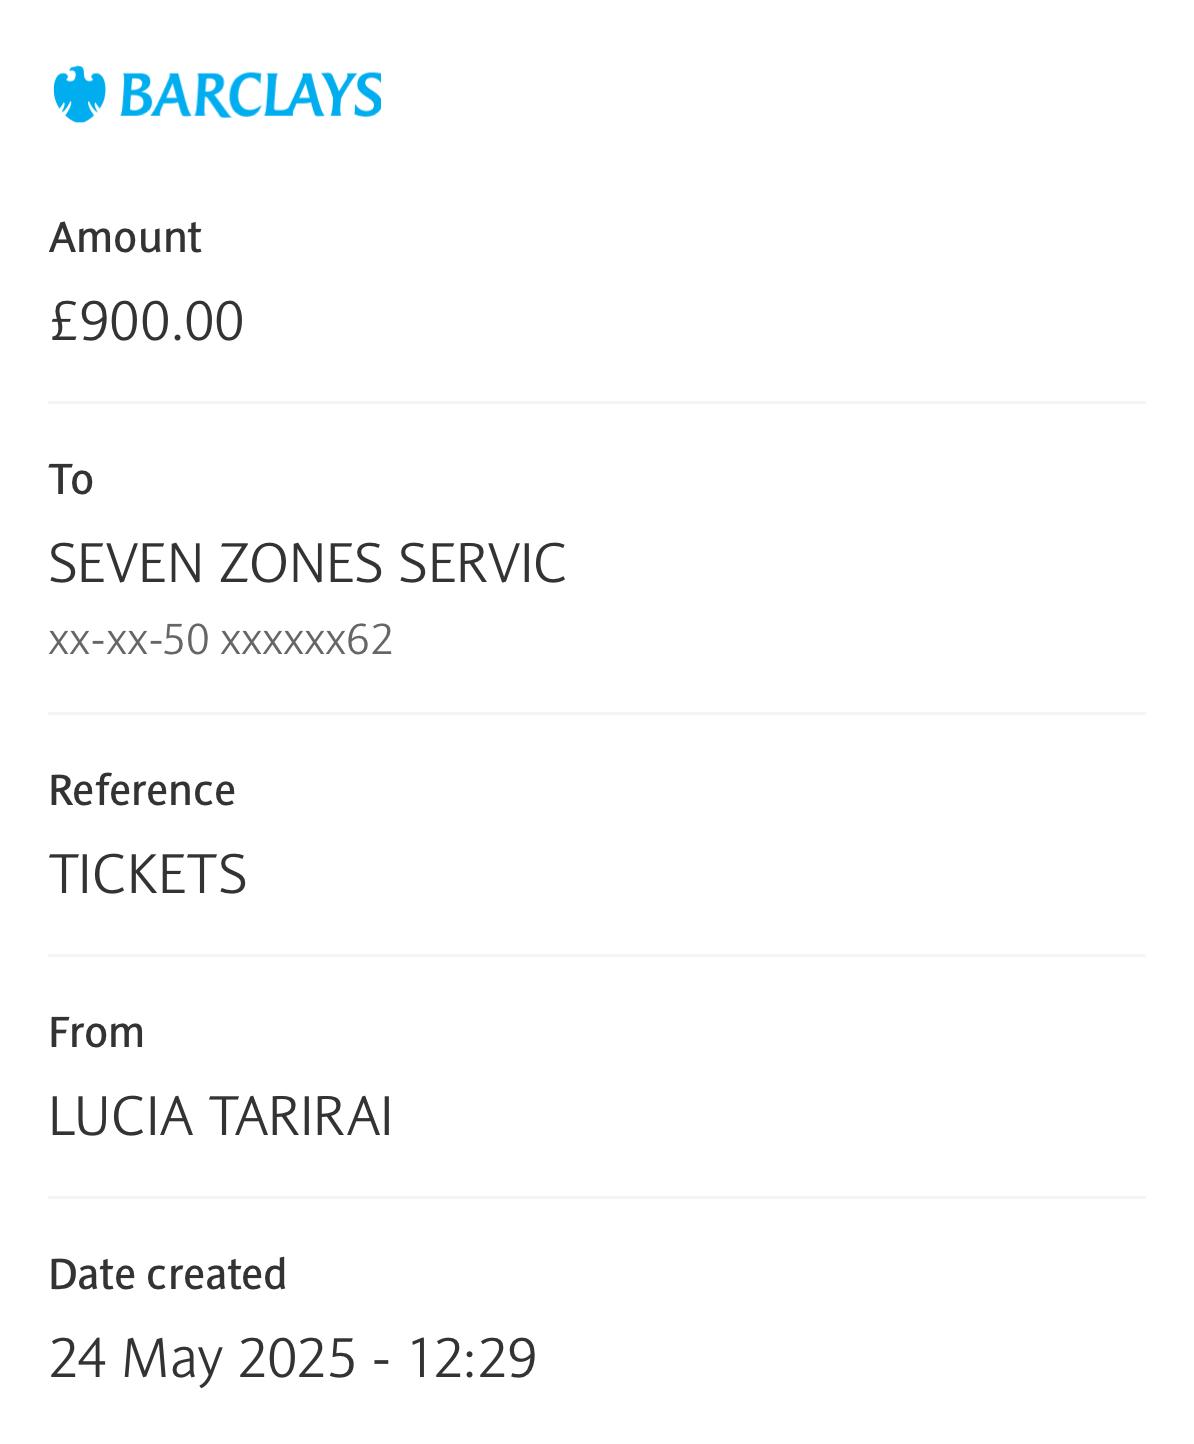 BARCLAYS
Amount
£900.00
To
SEVEN ZONES SERVIC
xx-xx-50 xxxxxx62
Reference
TICKETS
From
LUCIA TARIRAI
Date created
24 May 2025 - 12:29